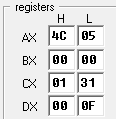 registers
H L
AX 4C 05
BX 00 00
CX 01 31
DX 00 0F